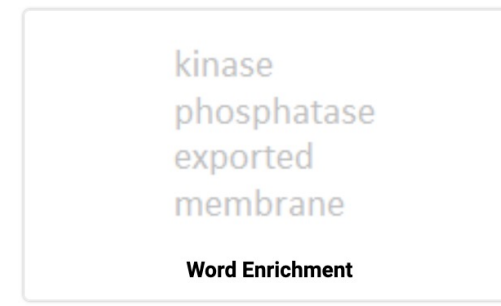 kinase
phosphatase
exported
membrane
Word Enrichment